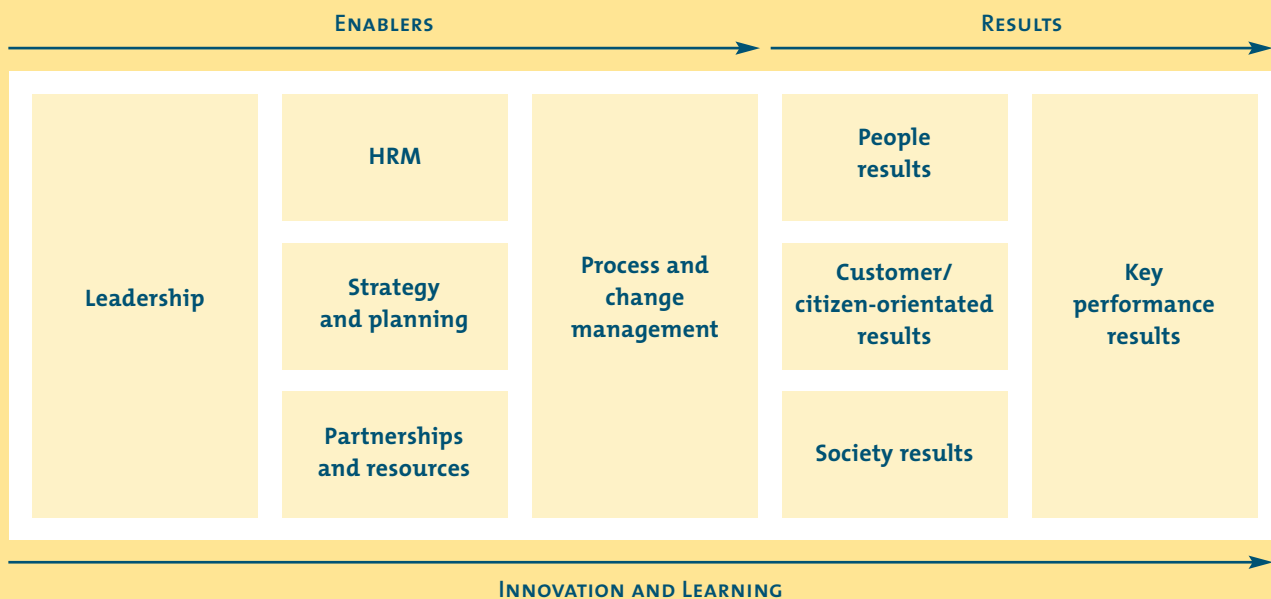 ENABLERS
RESULTS
Leadership
HRM
Strategy
and planning
Partnerships
and resources
Process and
change
management
People
results
Customer/
citizen-orientated
results
Society results
Key
performance
results
INNOVATION AND LEARNING